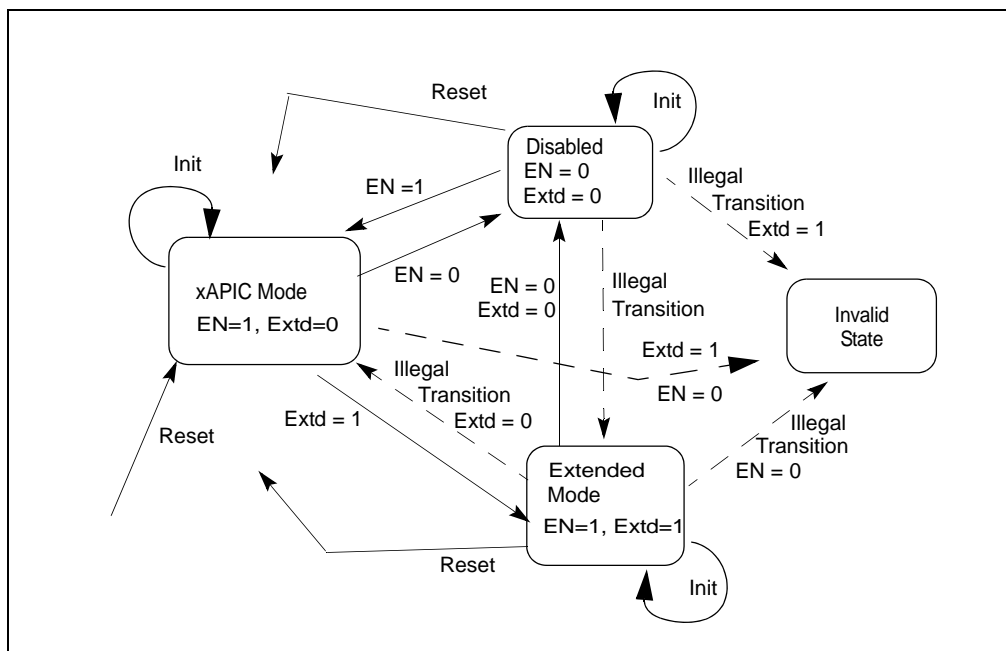 Reset
Init
Disabled
EN = 0
Extd = 0
Illegal
Transition
Extd = 1
Init
EN =1
xAPIC Mode
EN=1, Extd=0
EN = 0
EN = 0
Extd = 0
Illegal
Transition
Invalid
State
Extd = 1
EN = 0
Illegal
Transition
Extd = 0
Extd = 1
Reset
Illegal
Transition
EN = 0
Extended
Mode
EN=1, Extd=1
Reset
Init